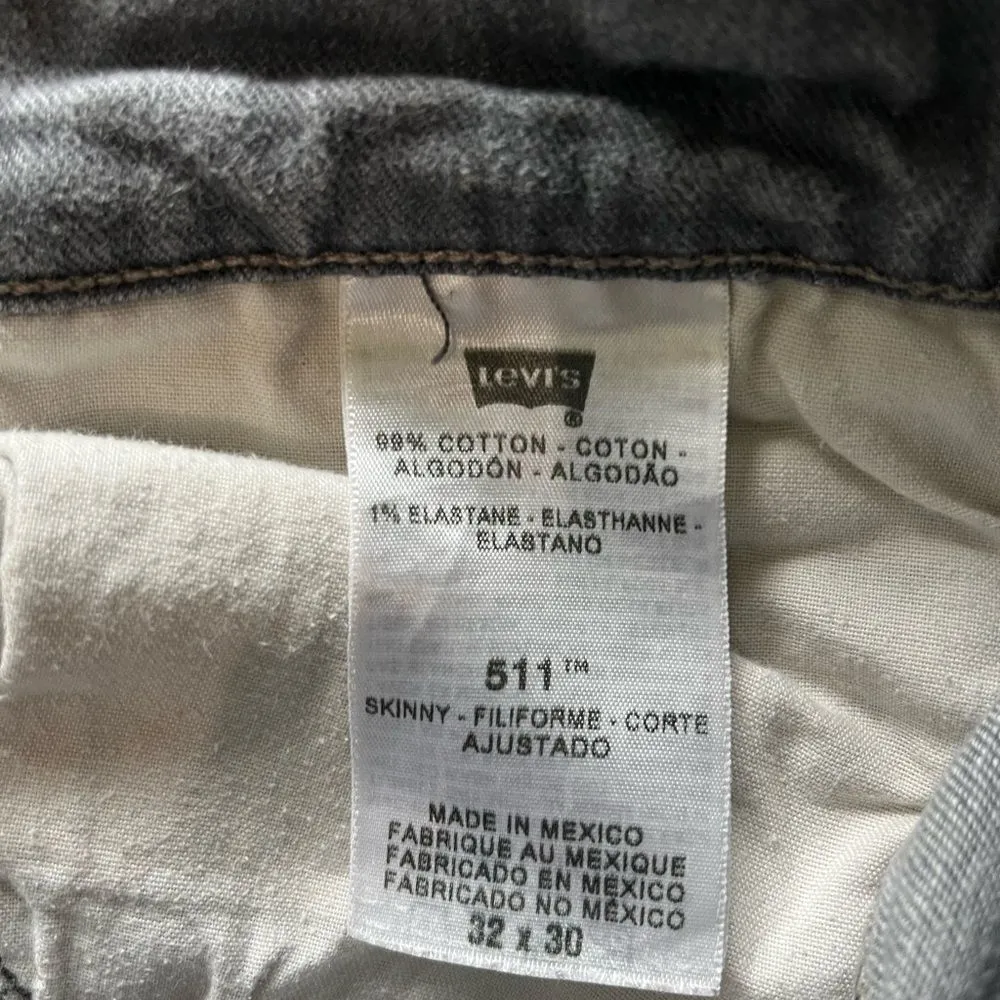 Levi's
®
99% COTTON - COTON -
ALGODÓN - ALGODÃO
1% ELASTANE - ELASTHANNE -
ELASTANO
511™
SKINNY - FILIFORME - CORTE
AJUSTADO
MADE IN MEXICO
FABRIQUE AU MEXIQUE
FABRICADO EN MÉXICO
FABRICADO NO MÉXICO
32 x 30